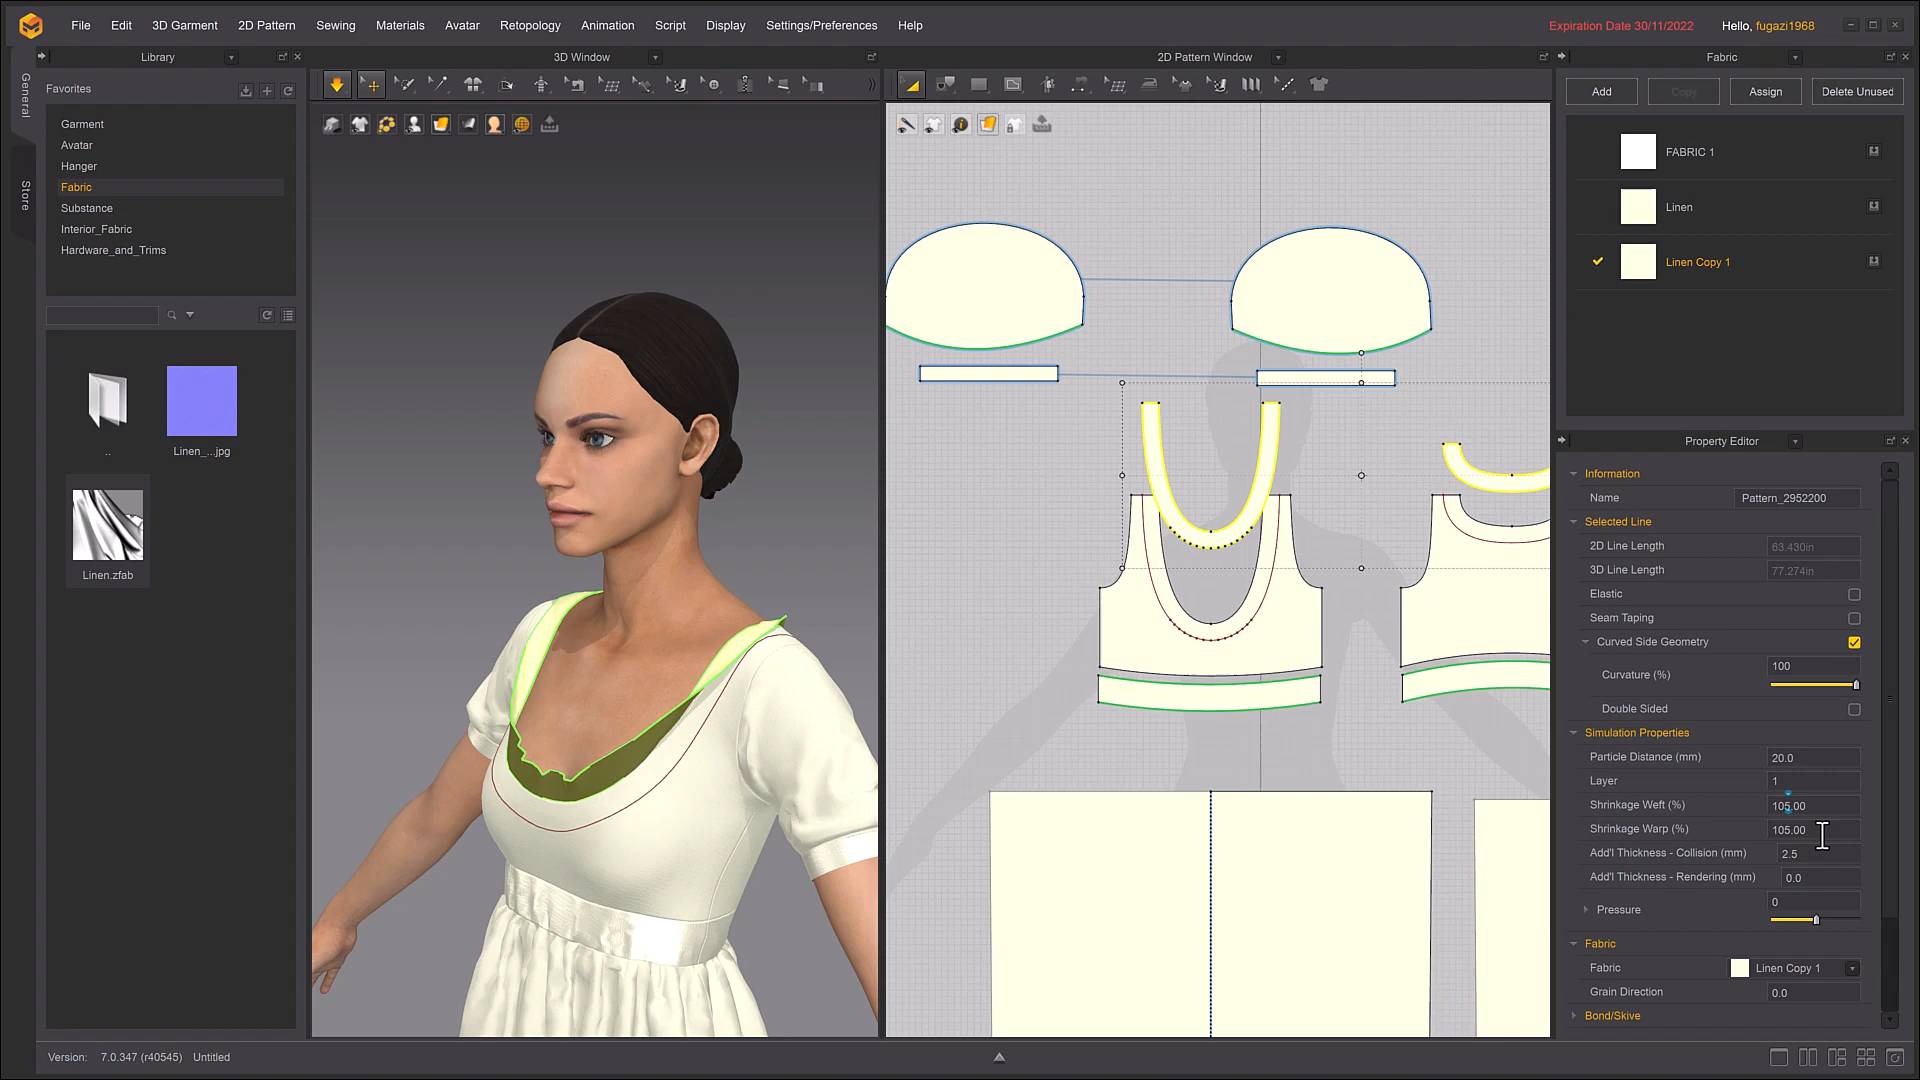 File Edit 3D Garment 2D Pattern Sewing Materials Avatar Retopology Animation Script Display Settings/Preferences Help Expiration Date 30/11/2022 Hello, fugazi1968
Library 3D Window 2D Pattern Window Fabric
General
Store
Favorites
Garment
Avatar
Hanger
Fabric
Substance
Interior_Fabric
Hardware_and_Trims
..
Linen_...jpg
Linen.zfab
Add Copy Assign Delete Unused
FABRIC 1
Linen
Linen Copy 1
Property Editor
Information
Name Pattern_2952200
Selected Line
2D Line Length 63.430in
3D Line Length 77.274in
Elastic
Seam Taping
Curved Side Geometry
Curvature (%) 100
Double Sided
Simulation Properties
Particle Distance (mm) 20.0
Layer 1
Shrinkage Weft (%) 105.00
Shrinkage Warp (%) 105.00
Add'l Thickness - Collision (mm) 2.5
Add'l Thickness - Rendering (mm) 0.0
Pressure 0
Fabric
Fabric Linen Copy 1
Grain Direction 0.0
Bond/Skive
Version: 7.0.347 (r40545) Untitled